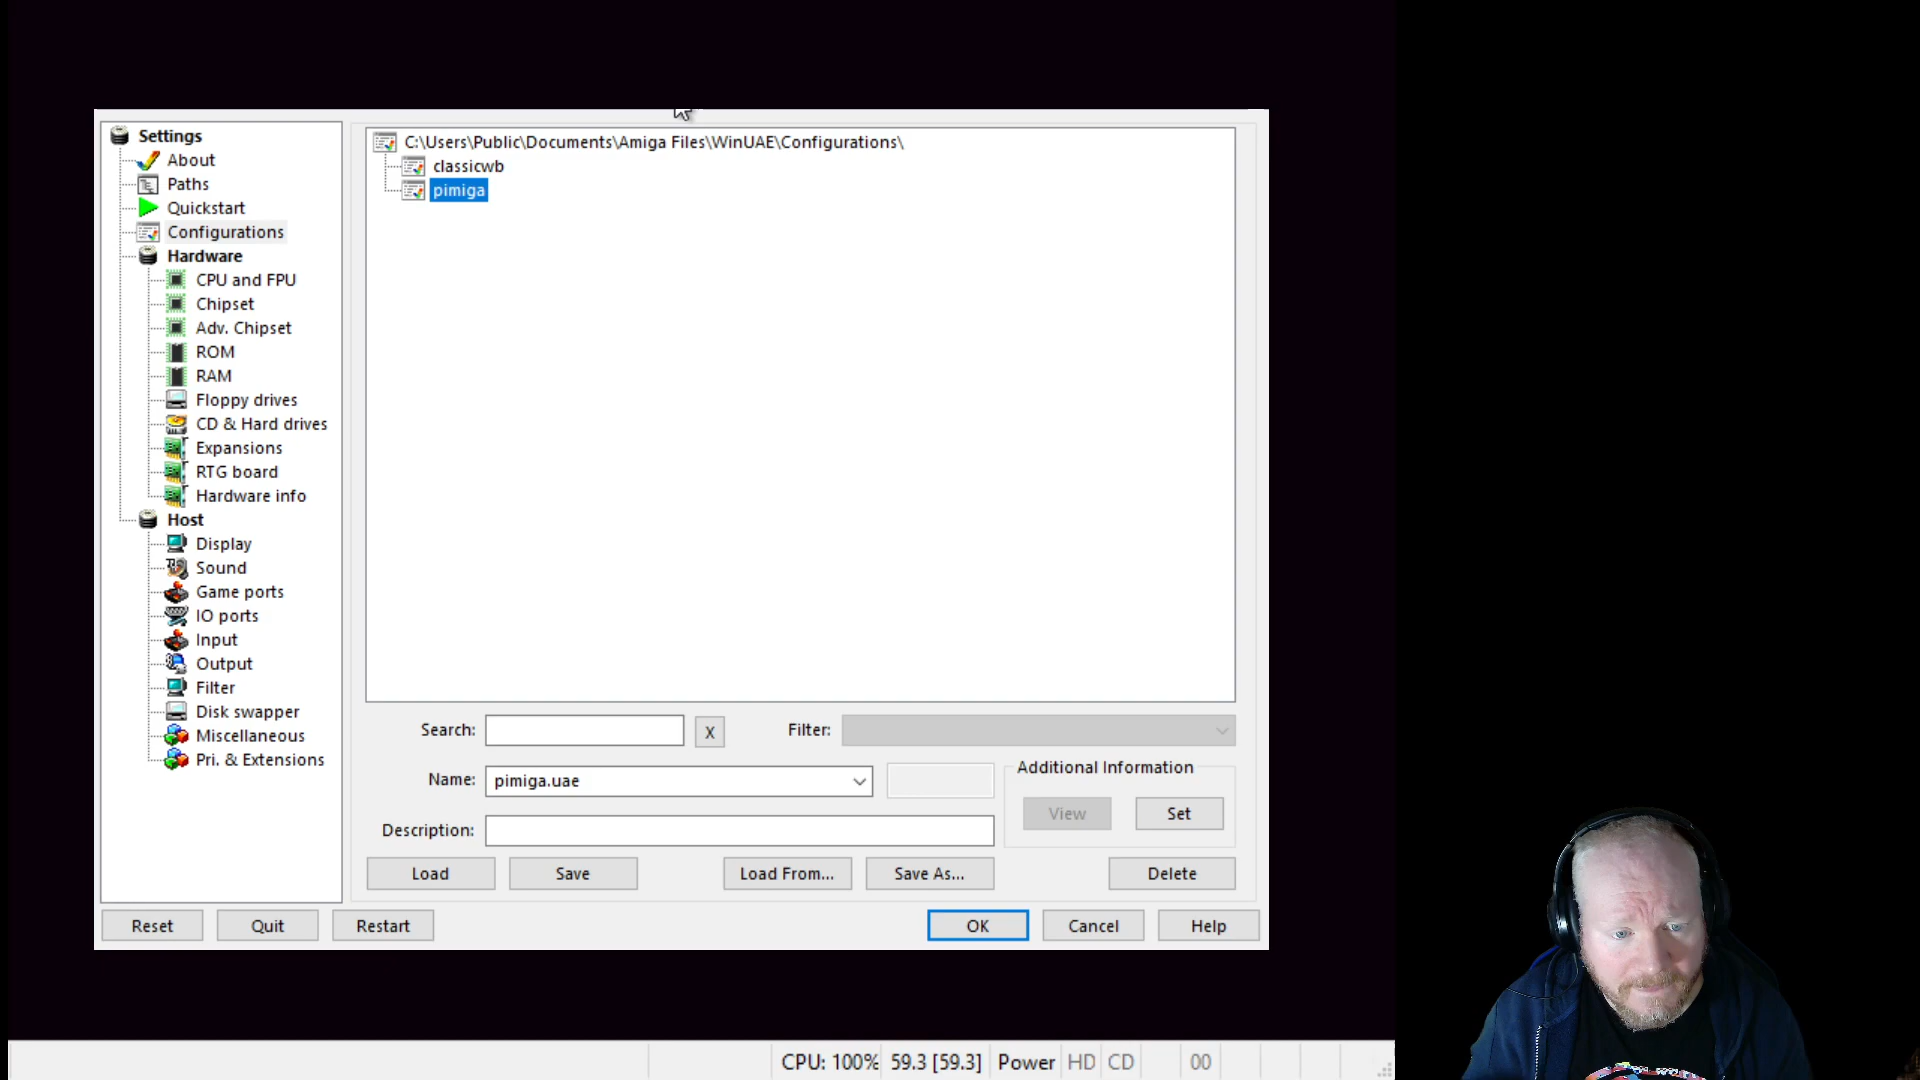 Settings
About
Paths
Quickstart
Configurations
Hardware
CPU and FPU
Chipset
Adv. Chipset
ROM
RAM
Floppy drives
CD & Hard drives
Expansions
RTG board
Hardware info
Host
Display
Sound
Game ports
IO ports
Input
Output
Filter
Disk swapper
Miscellaneous
Pri. & Extensions
C:\Users\Public\Documents\Amiga Files\WinUAE\Configurations\
classicwb
pimiga
Search:
X
Filter:
Name:
pimiga.uae
Additional Information
View
Set
Description:
Load
Save
Load From...
Save As...
Delete
Reset
Quit
Restart
OK
Cancel
Help
CPU: 100% 59.3 [59.3] Power HD CD 00